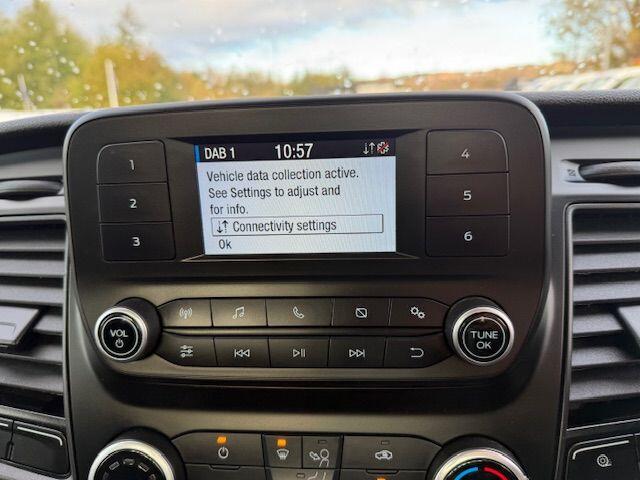 DAB 1 10:57
Vehicle data collection active.
See Settings to adjust and
for info.
Connectivity settings
Ok
1
2
3
4
5
6
VOL
TUNE
OK